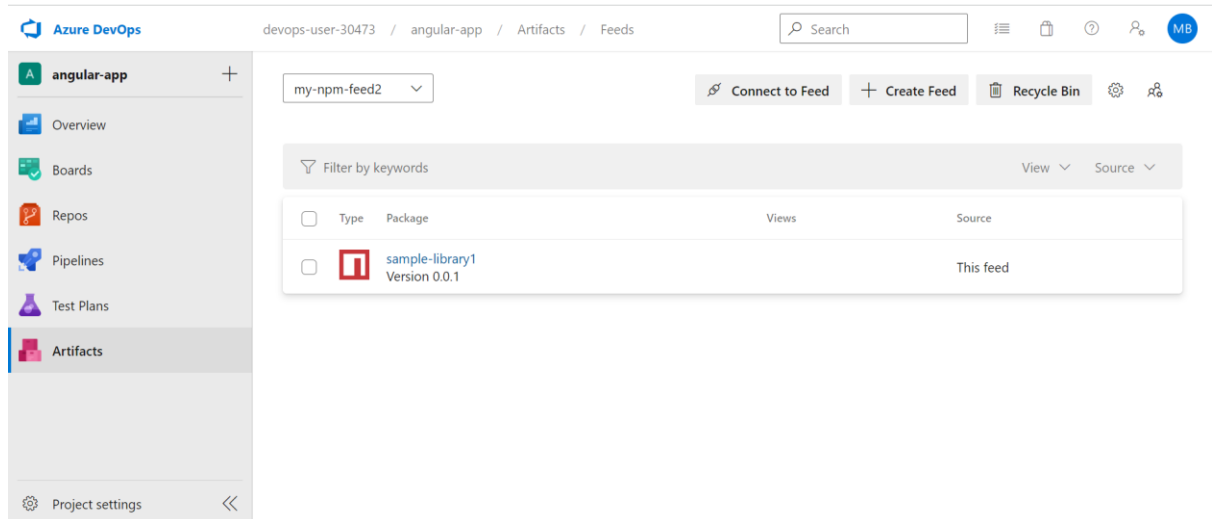 Azure DevOps
devops-user-30473 / angular-app / Artifacts / Feeds
Search
MB
A angular-app
my-npm-feed2
Connect to Feed
Create Feed
Recycle Bin
Overview
Boards
Repos
Pipelines
Test Plans
Artifacts
Project settings
Filter by keywords
View
Source
Type Package Views Source
sample-library1
Version 0.0.1
This feed